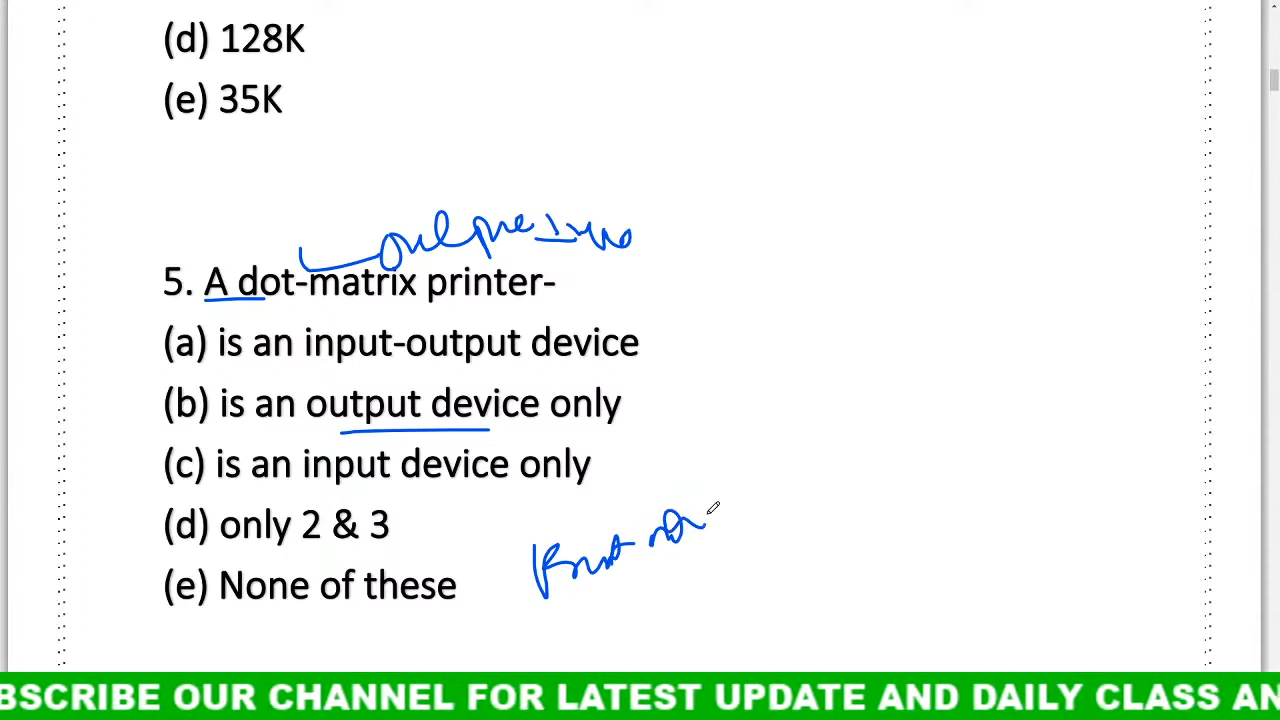 (d) 128K
(e) 35K
5. A dot-matrix printer-
(a) is an input-output device
(b) is an output device only
(c) is an input device only
(d) only 2 & 3
(e) None of these
BSCRIBE OUR CHANNEL FOR LATEST UPDATE AND DAILY CLASS AN